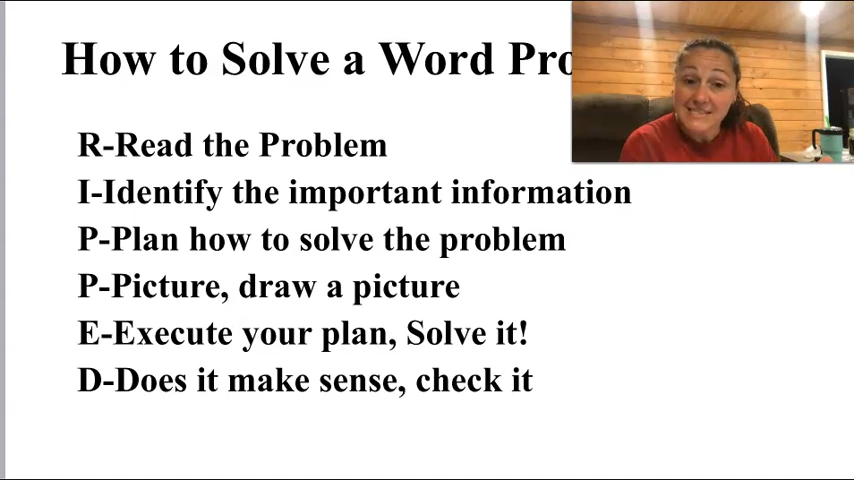 How to Solve a Word Pro
R-Read the Problem
I-Identify the important information
P-Plan how to solve the problem
P-Picture, draw a picture
E-Execute your plan, Solve it!
D-Does it make sense, check it